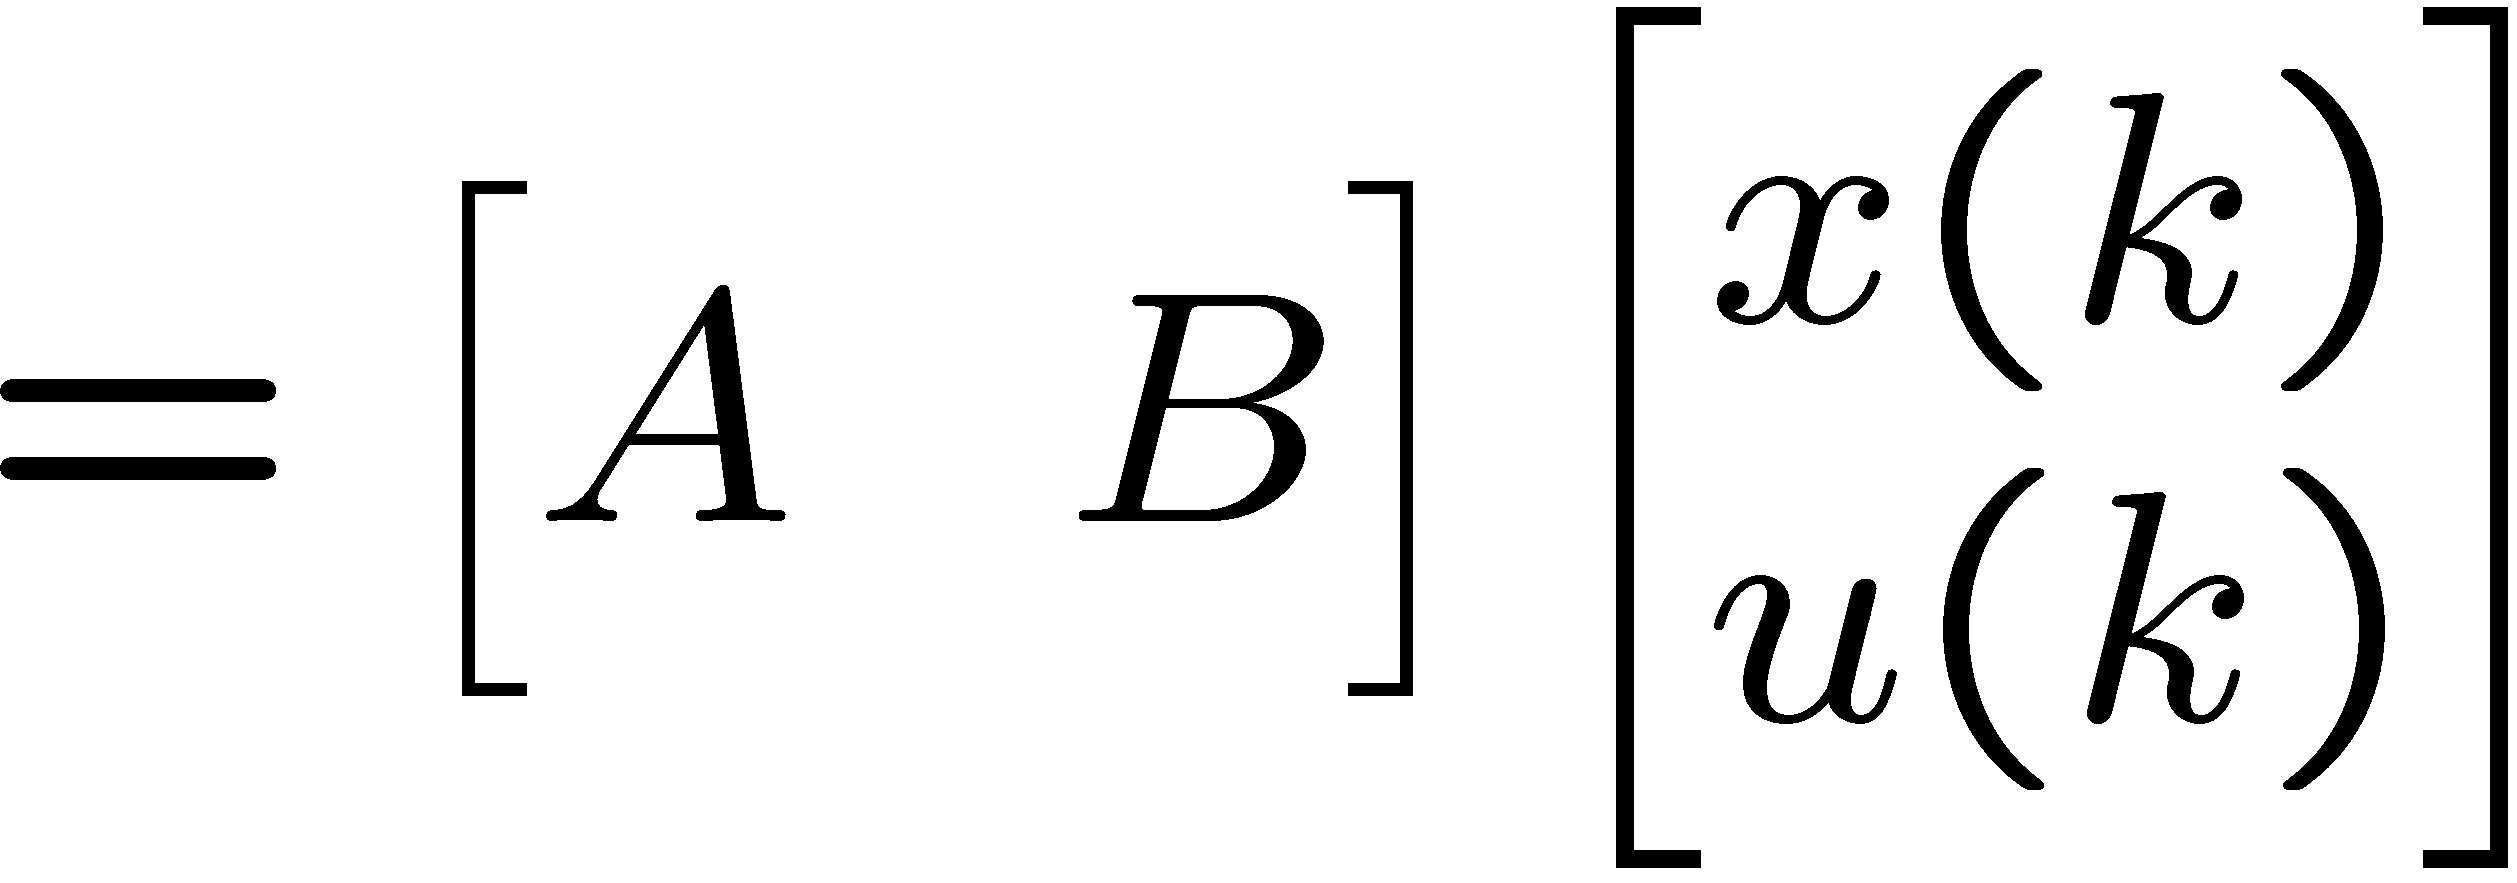 = [A B] [x(k)
u(k)]